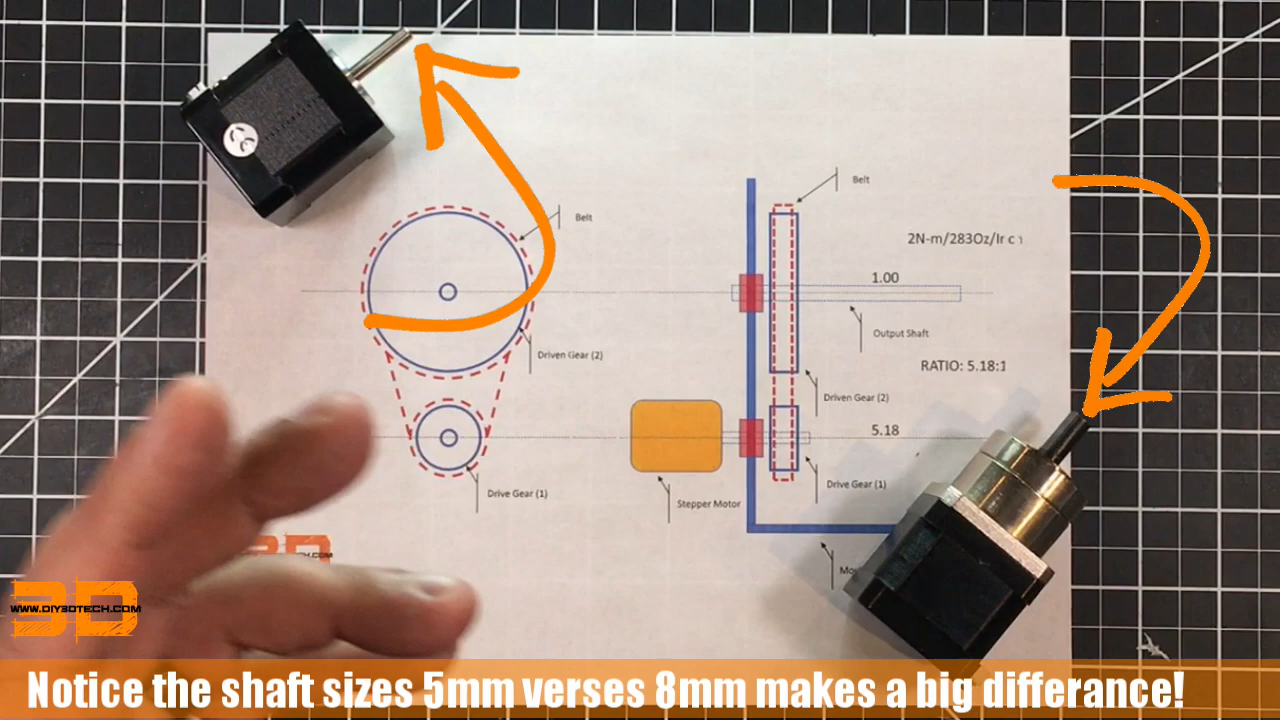 Belt
Belt
2N-m/283Oz/In
1.00
Output Shaft
Driven Gear (2)
RATIO: 5.18:1
Driven Gear (2)
5.18
Drive Gear (1)
Drive Gear (1)
Stepper Motor
3D
WWW.DIY3DTECH.COM
Notice the shaft sizes 5mm verses 8mm makes a big differance!